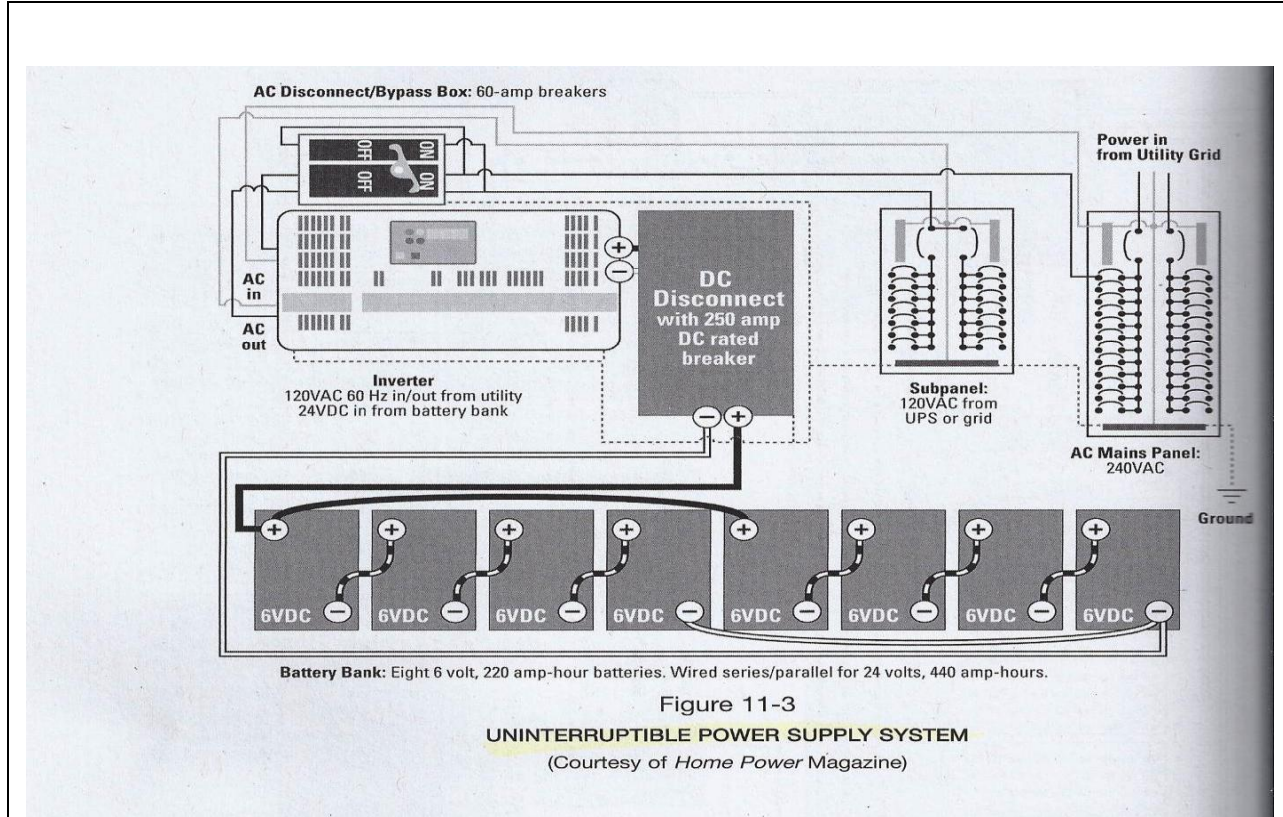 AC Disconnect/Bypass Box: 60-amp breakers
Power in
from Utility Grid
OFF
ON
OFF
ON
+
−
AC
in
AC
out
DC
Disconnect
with 250 amp
DC rated
breaker
Inverter
120VAC 60 Hz in/out from utility
24VDC in from battery bank
Subpanel:
120VAC from
UPS or grid
AC Mains Panel:
240VAC
Ground
− +
+ + + + + + + +
6VDC − 6VDC − 6VDC − 6VDC − 6VDC − 6VDC − 6VDC − 6VDC −
Battery Bank: Eight 6 volt, 220 amp-hour batteries. Wired series/parallel for 24 volts, 440 amp-hours.
Figure 11-3
UNINTERRUPTIBLE POWER SUPPLY SYSTEM
(Courtesy of Home Power Magazine)